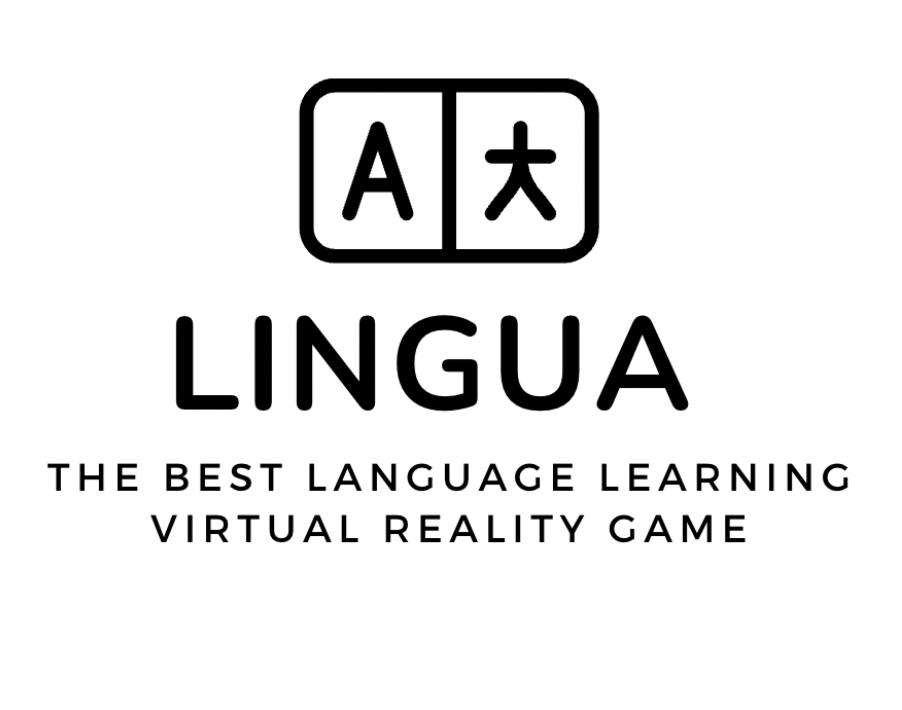 A 大
LINGUA
THE BEST LANGUAGE LEARNING
VIRTUAL REALITY GAME